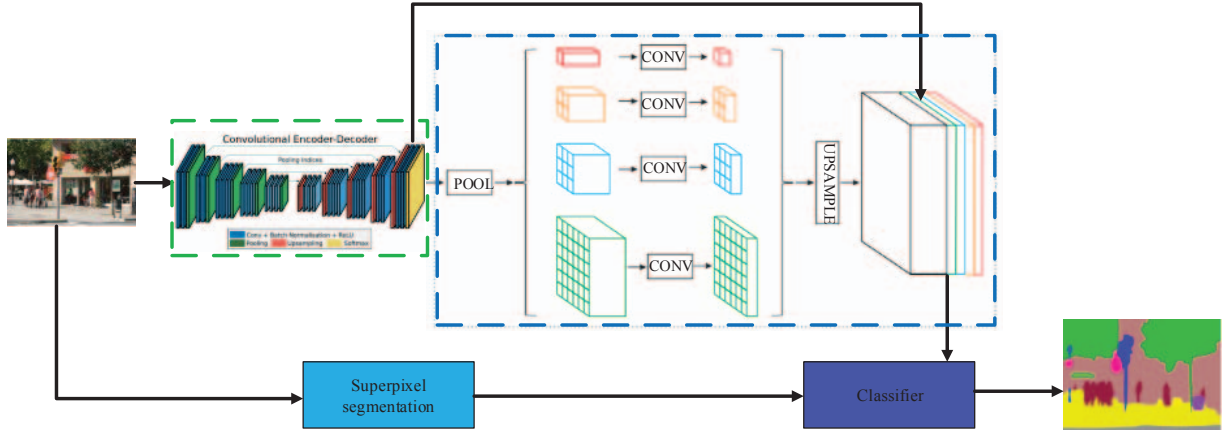 Convolutional Encoder-Decoder
Pooling Indices
Conv + Batch Normalisation + ReLU
Pooling
Upsampling
Softmax
POOL
CONV
CONV
CONV
CONV
UPSAMPLE
Superpixel
segmentation
Classifier